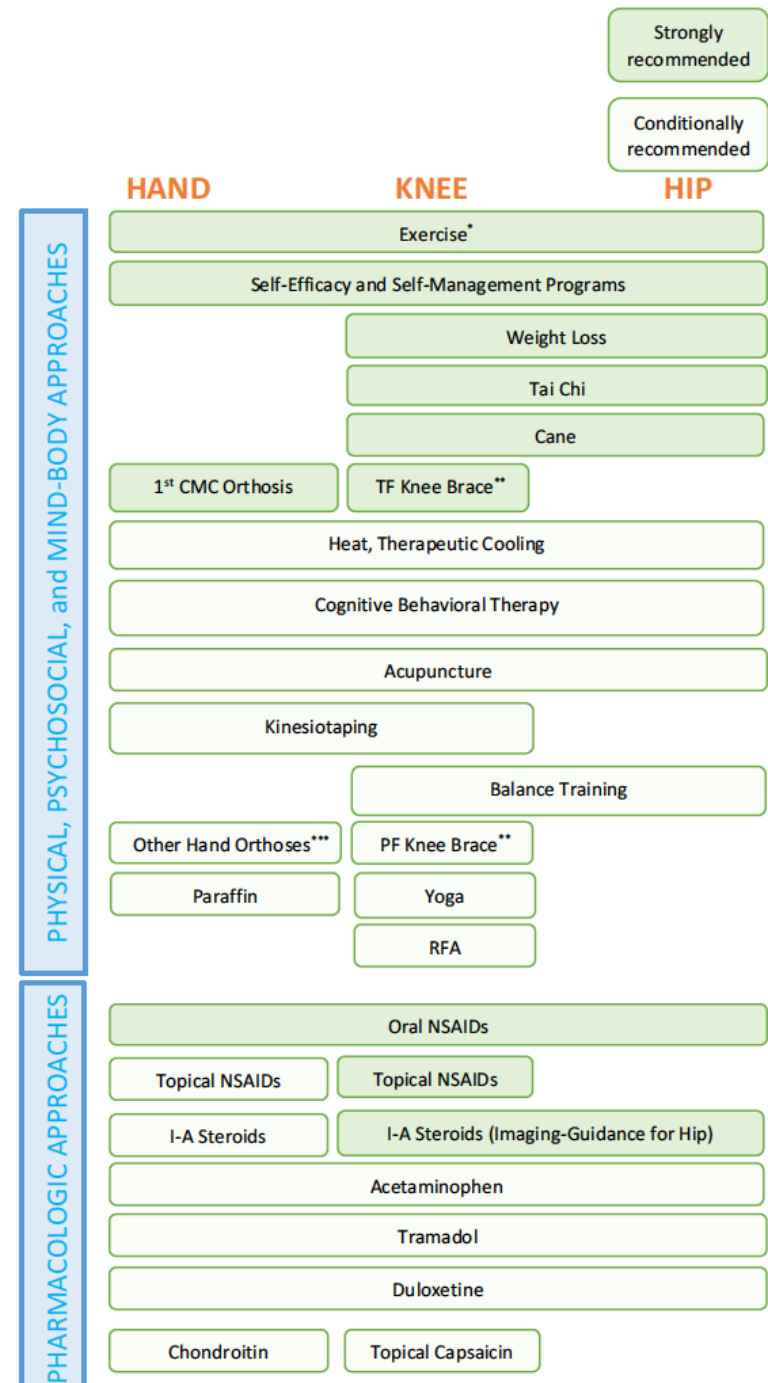 Strongly
recommended
Conditionally
recommended
HAND KNEE HIP
PHYSICAL, PSYCHOSOCIAL, and MIND-BODY APPROACHES
Exercise*
Self-Efficacy and Self-Management Programs
Weight Loss
Tai Chi
Cane
1st CMC Orthosis TF Knee Brace**
Heat, Therapeutic Cooling
Cognitive Behavioral Therapy
Acupuncture
Kinesiotaping
Balance Training
Other Hand Orthoses*** PF Knee Brace**
Paraffin Yoga
RFA
PHARMACOLOGIC APPROACHES
Oral NSAIDs
Topical NSAIDs Topical NSAIDs
I-A Steroids I-A Steroids (Imaging-Guidance for Hip)
Acetaminophen
Tramadol
Duloxetine
Chondroitin Topical Capsaicin